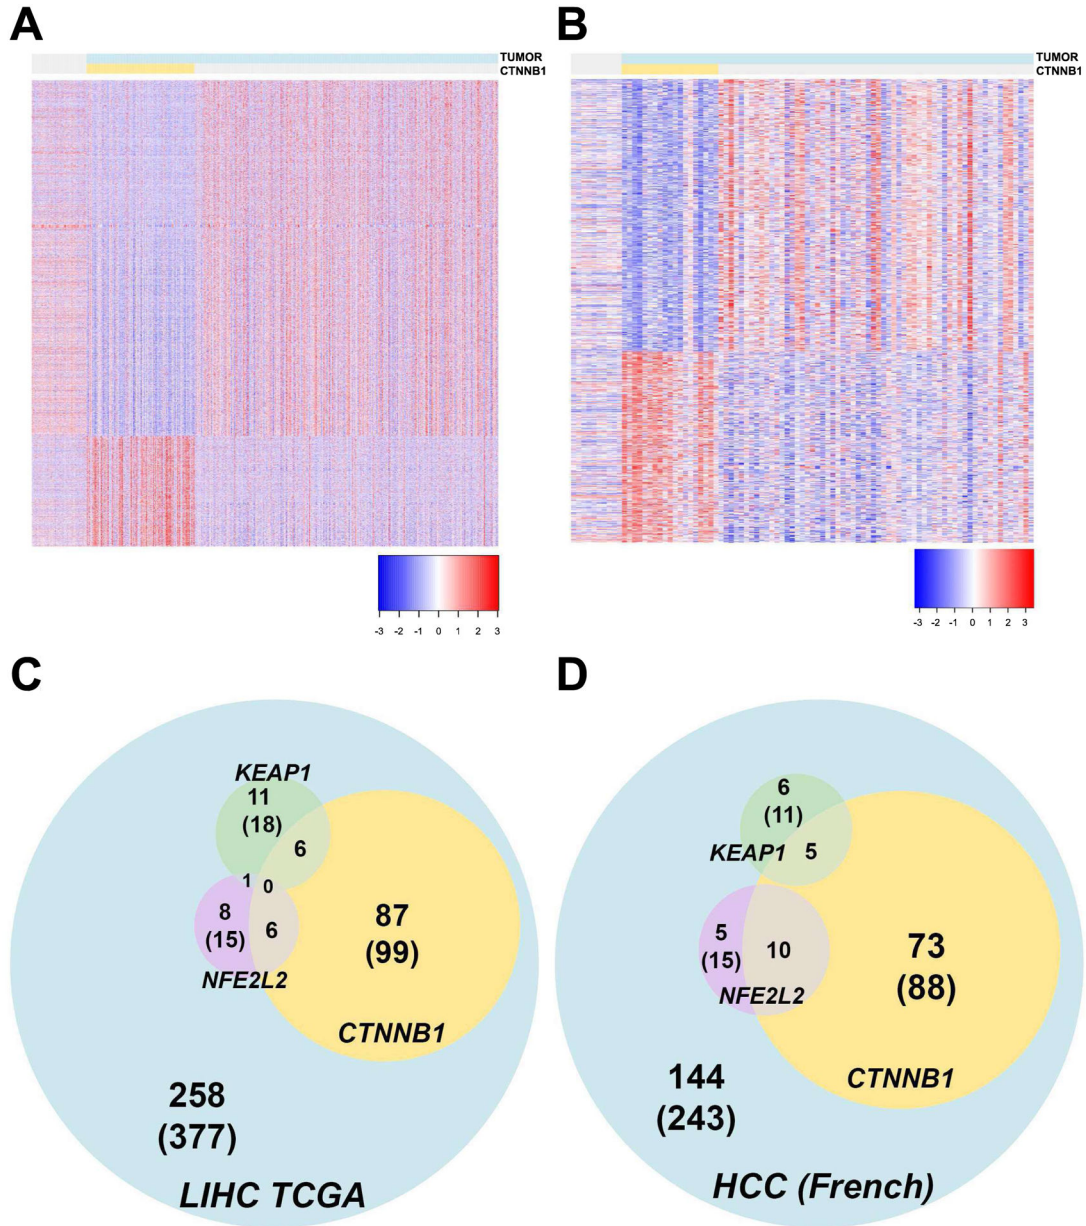 A
B
TUMOR
CTNNB1
TUMOR
CTNNB1
-3 -2 -1 0 1 2 3
-3 -2 -1 0 1 2 3
C
D
KEAP1
11
(18)
6
1
0
8
(15)
6
NFE2L2
87
(99)
CTNNB1
258
(377)
LIHC TCGA
6
(11)
KEAP1
5
5
(15)
10
NFE2L2
73
(88)
CTNNB1
144
(243)
HCC (French)